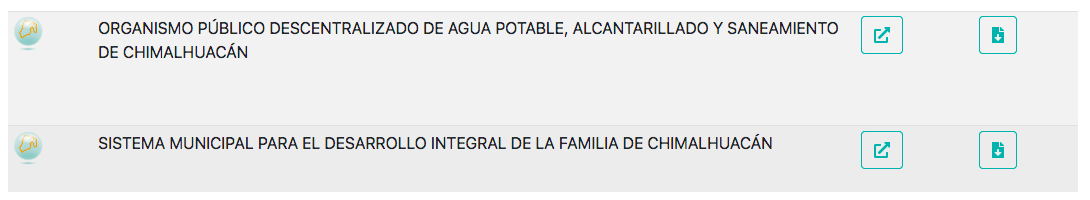 ORGANISMO PÚBLICO DESCENTRALIZADO DE AGUA POTABLE, ALCANTARILLADO Y SANEAMIENTO
DE CHIMALHUACÁN
SISTEMA MUNICIPAL PARA EL DESARROLLO INTEGRAL DE LA FAMILIA DE CHIMALHUACÁN